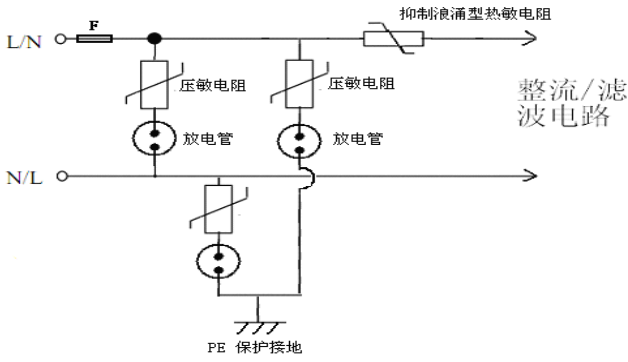 抑制浪涌型热敏电阻
F
L/N
压敏电阻
压敏电阻
整流/滤
波电路
放电管
放电管
N/L
PE 保护接地